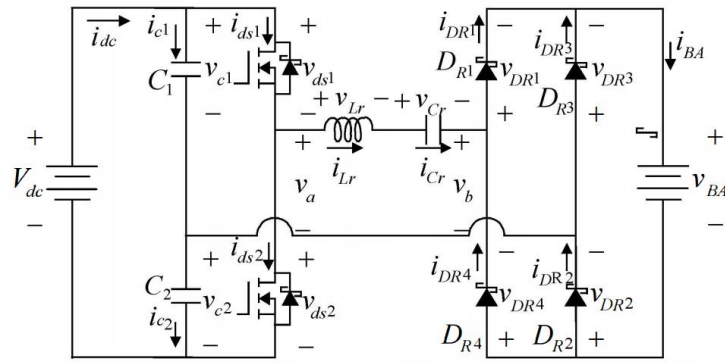 i_dc i_c1 i_ds1 i_DR1 i_DR3 i_BA
+ + + − −
C_1 v_c1 v_ds1 D_R1 v_DR1 v_DR3
− − − + v_Lr − + v_Cr − + D_R3 +
+ + + +
V_dc v_a i_Lr i_Cr v_b v_BA
− − − −
i_ds2
+ + + − −
i_DR4 i_DR2
C_2 v_c2 v_ds2 v_DR4 v_DR2
i_c2
− − − D_R4 + D_R2 +